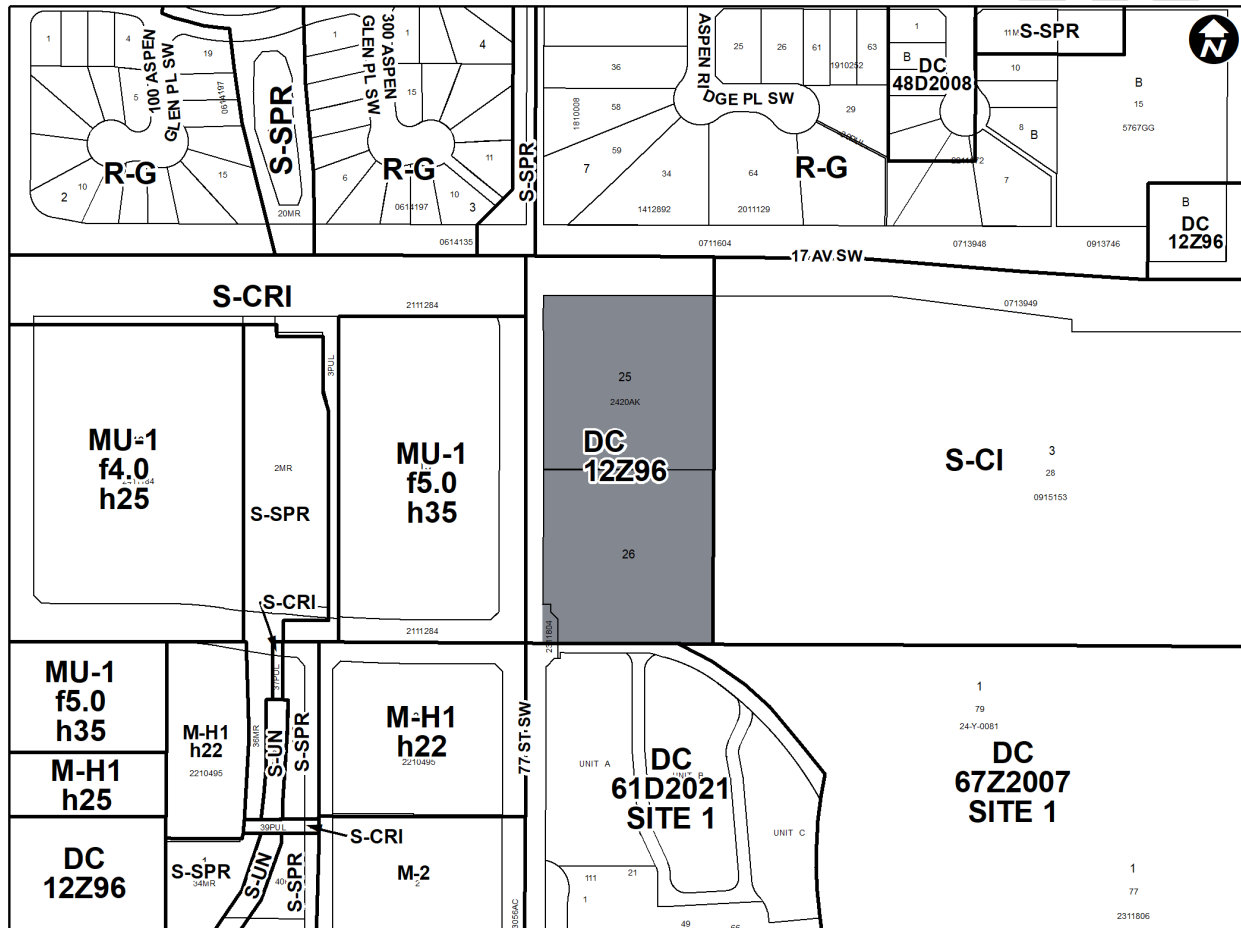 1
4
19
5
100 ASPEN
GLEN PL SW
0614197
R-G
2
10
15
S-SPR
20MR
1
1
4
300 ASPEN
GLEN PL SW
15
11
R-G
6
10
3
0614197
0614135
S-SPR
36
58
59
1810008
7
34
1412892
ASPEN RI
DGE PL SW
25
26
61
63
1910252
29
64
2011129
R-G
1
B
DC
48D2008
11M
S-SPR
10
8
B
7
B
15
5767GG
B
DC
12Z96
N
0711604
17 AV SW
0713948
0913746
S-CRI
2111284
0713949
MU-1
f4.0
h25
3PUL
2MR
S-SPR
MU-1
f5.0
h35
25
2420AK
DC
12Z96
26
S-CI
3
28
0915153
S-CRI
2111284
2311804
MU-1
f5.0
h35
M-H1
h25
DC
12Z96
M-H1
h22
2210495
36MR
37PUL
S-UN
S-SPR
M-H1
h22
2210495
77 ST SW
39PUL
S-CRI
S-SPR
34MR
S-UN
S-SPR
M-2
2
3056AC
UNIT A
DC
61D2021
SITE 1
UNIT C
111
21
1
49
1
79
24-Y-0081
DC
67Z2007
SITE 1
1
77
2311806